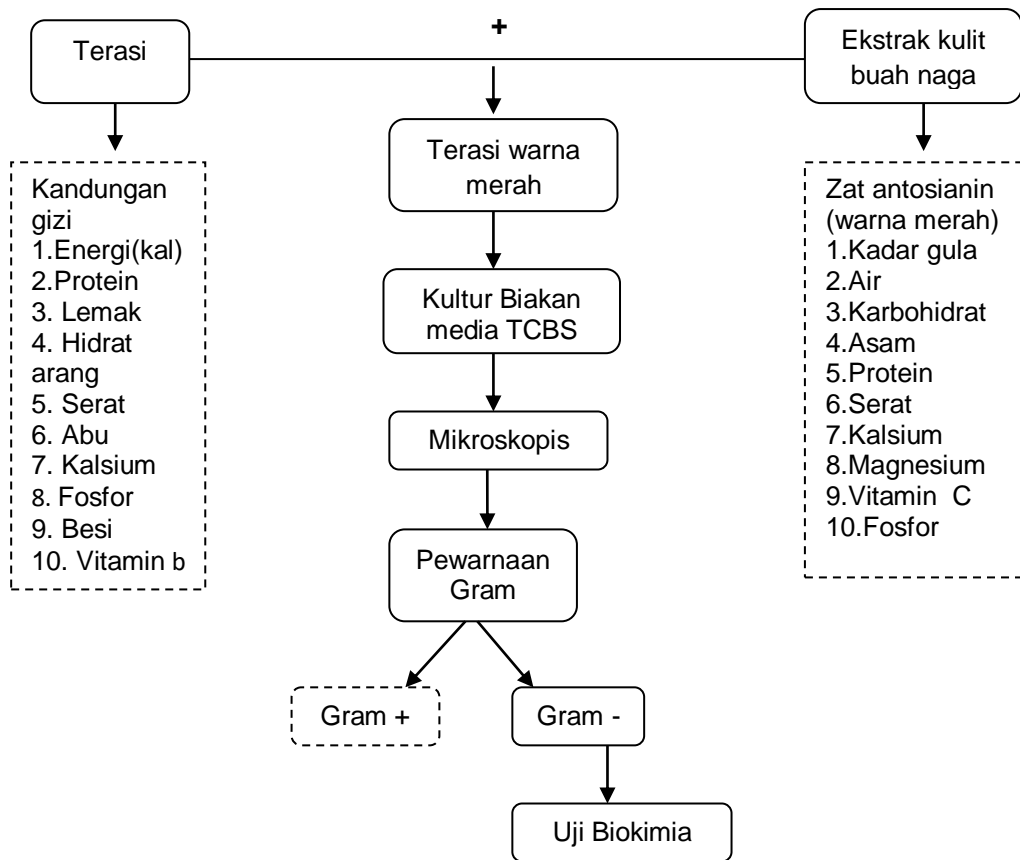 Terasi
+
Ekstrak kulit
buah naga
Kandungan
gizi
1.Energi(kal)
2.Protein
3. Lemak
4. Hidrat
arang
5. Serat
6. Abu
7. Kalsium
8. Fosfor
9. Besi
10. Vitamin b
Terasi warna
merah
Kultur Biakan
media TCBS
Mikroskopis
Pewarnaan
Gram
Gram +
Gram -
Uji Biokimia
Zat antosianin
(warna merah)
1.Kadar gula
2.Air
3.Karbohidrat
4.Asam
5.Protein
6.Serat
7.Kalsium
8.Magnesium
9.Vitamin C
10.Fosfor